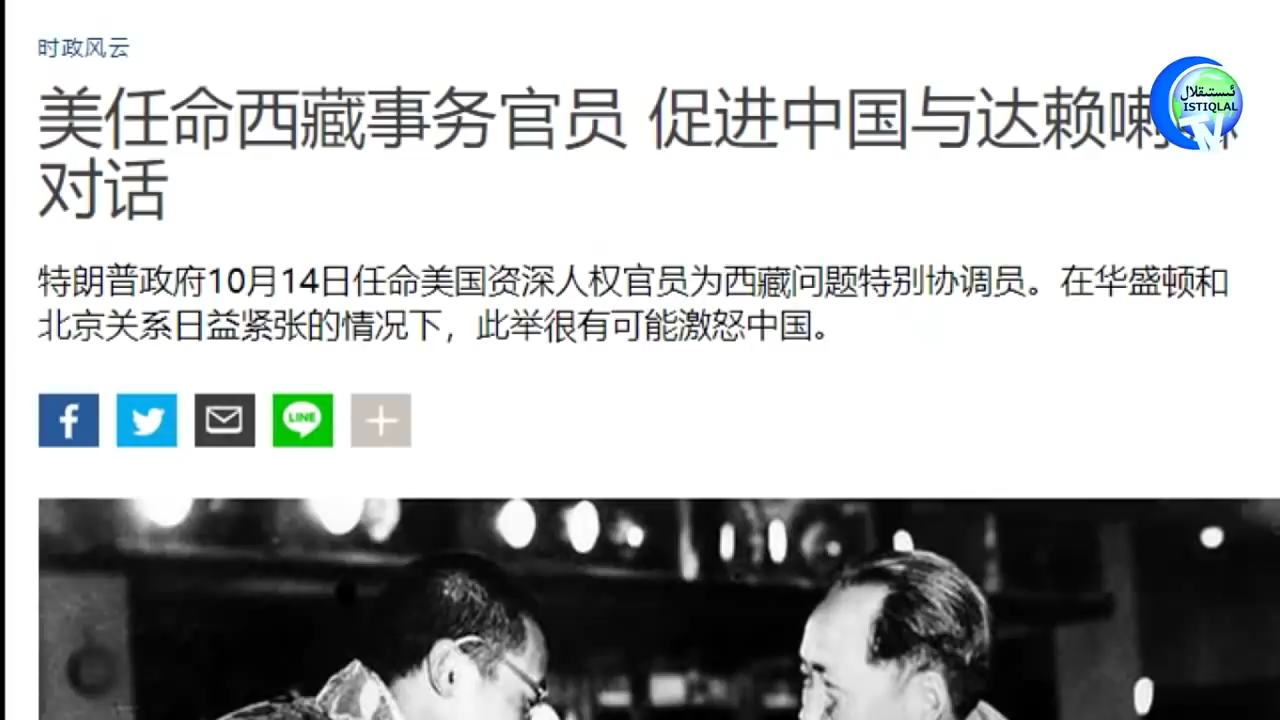 时政风云
ئىستىقلال
ISTIQLAL
TV
美任命西藏事务官员 促进中国与达赖喇
对话
特朗普政府10月14日任命美国资深人权官员为西藏问题特别协调员。在华盛顿和
北京关系日益紧张的情况下，此举很有可能激怒中国。
LINE